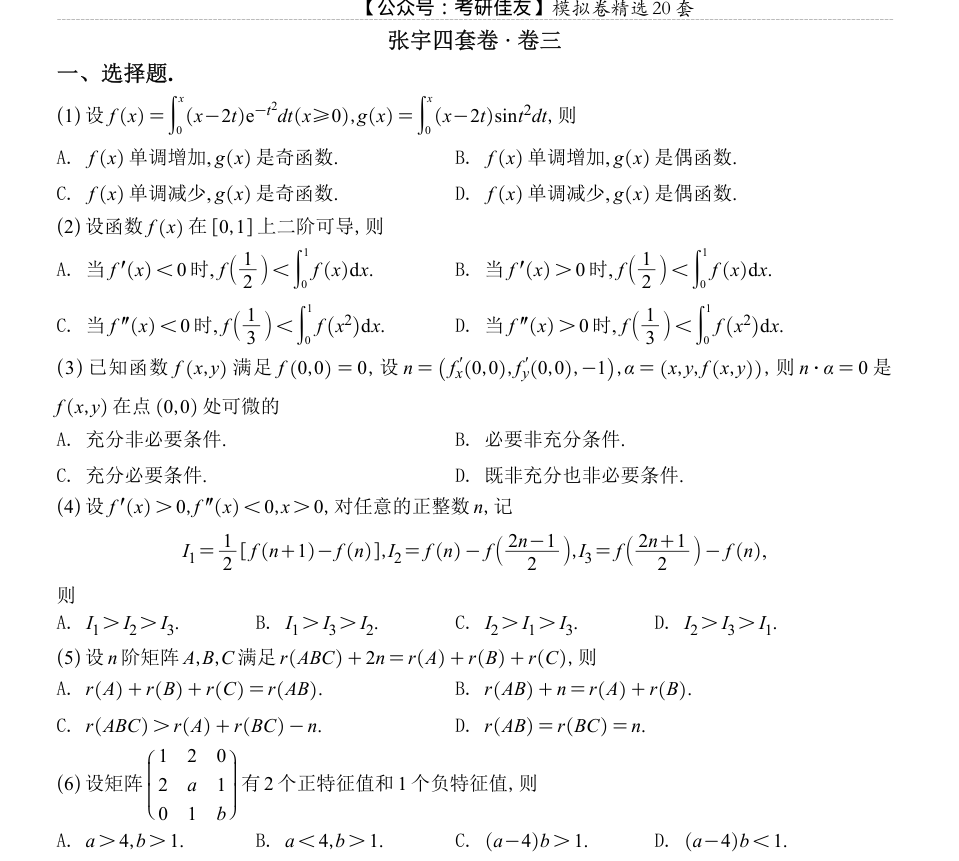 【公众号：考研佳友】模拟卷精选20套
张宇四套卷·卷三
一、选择题.
(1) 设 f(x)=∫₀ˣ(x−2t)e^{−t²}dt(x⩾0),g(x)=∫₀ˣ(x−2t)sint²dt, 则
A. f(x) 单调增加,g(x) 是奇函数. B. f(x) 单调增加,g(x) 是偶函数.
C. f(x) 单调减少,g(x) 是奇函数. D. f(x) 单调减少,g(x) 是偶函数.
(2) 设函数 f(x) 在 [0,1] 上二阶可导, 则
A. 当 f′(x)<0 时,f(1/2)<∫₀¹f(x)dx. B. 当 f′(x)>0 时,f(1/2)<∫₀¹f(x)dx.
C. 当 f″(x)<0 时,f(1/3)<∫₀¹f(x²)dx. D. 当 f″(x)>0 时,f(1/3)<∫₀¹f(x²)dx.
(3) 已知函数 f(x,y) 满足 f(0,0)=0, 设 n=(f′ₓ(0,0),f′_y(0,0),−1),α=(x,y,f(x,y)), 则 n·α=0 是
f(x,y) 在点 (0,0) 处可微的
A. 充分非必要条件. B. 必要非充分条件.
C. 充分必要条件. D. 既非充分也非必要条件.
(4) 设 f′(x)>0,f″(x)<0,x>0, 对任意的正整数 n, 记
I₁=1/2[f(n+1)−f(n)],I₂=f(n)−f((2n−1)/2),I₃=f((2n+1)/2)−f(n),
则
A. I₁>I₂>I₃. B. I₁>I₃>I₂. C. I₂>I₁>I₃. D. I₂>I₃>I₁.
(5) 设 n 阶矩阵 A,B,C 满足 r(ABC)+2n=r(A)+r(B)+r(C), 则
A. r(A)+r(B)+r(C)=r(AB). B. r(AB)+n=r(A)+r(B).
C. r(ABC)>r(A)+r(BC)−n. D. r(AB)=r(BC)=n.
1 2 0
(6) 设矩阵 2 a 1 有 2 个正特征值和 1 个负特征值, 则
0 1 b
A. a>4,b>1. B. a<4,b>1. C. (a−4)b>1. D. (a−4)b<1.